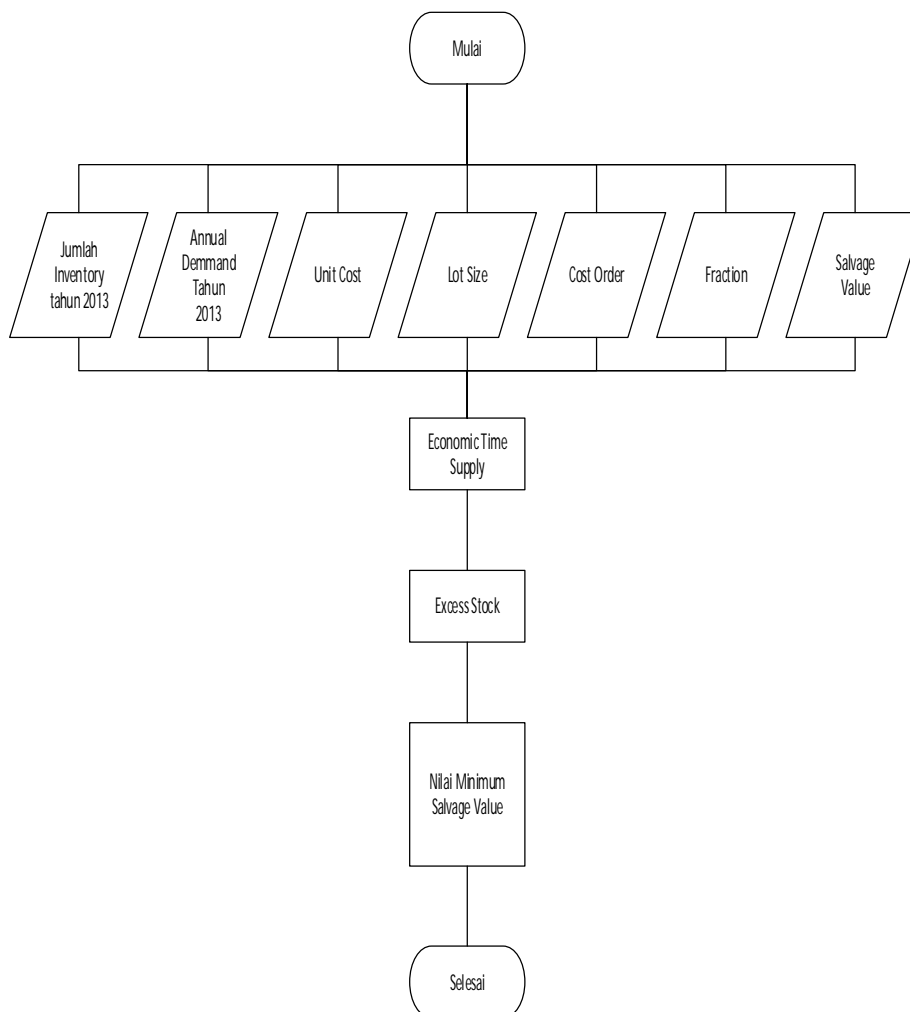 Mulai
Jumlah
Inventory
tahun 2013
Annual
Demmand
Tahun
2013
Unit Cost
Lot Size
Cost Order
Fraction
Salvage
Value
Economic Time
Supply
Excess Stock
Nilai Minimum
Salvage Value
Selesai